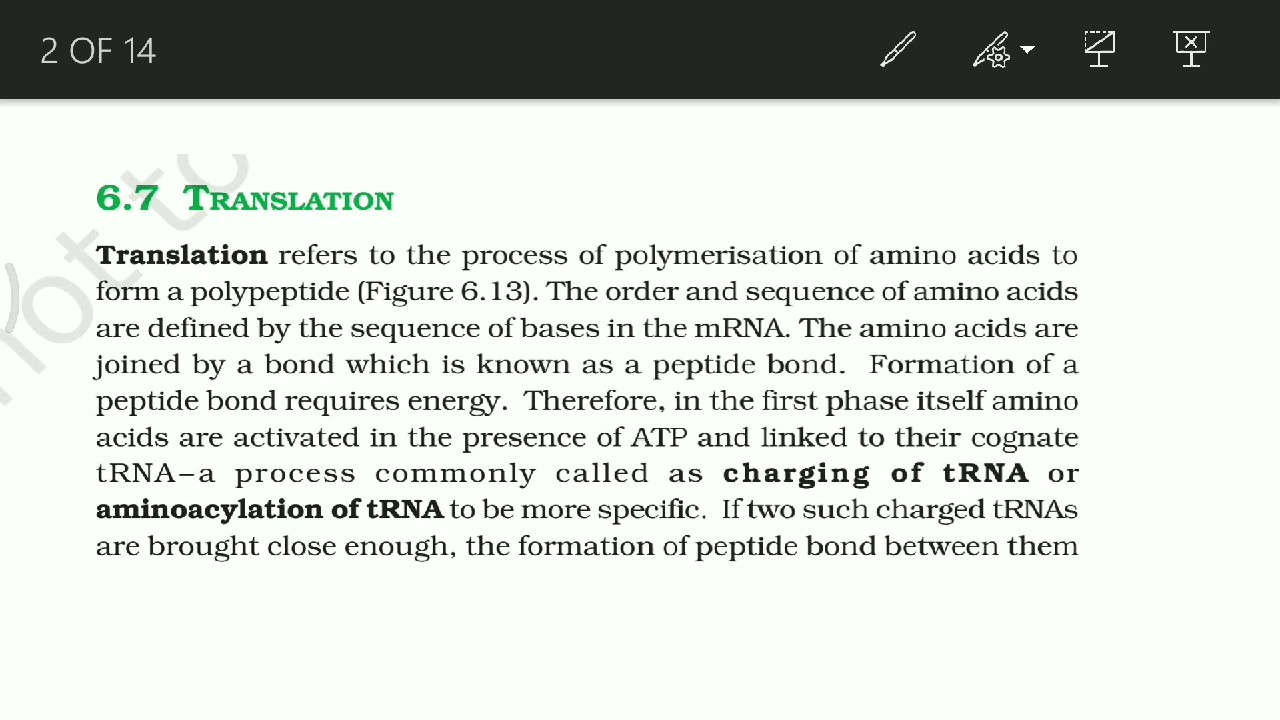 2 OF 14
not to
6.7 TRANSLATION
Translation refers to the process of polymerisation of amino acids to
form a polypeptide (Figure 6.13). The order and sequence of amino acids
are defined by the sequence of bases in the mRNA. The amino acids are
joined by a bond which is known as a peptide bond. Formation of a
peptide bond requires energy. Therefore, in the first phase itself amino
acids are activated in the presence of ATP and linked to their cognate
tRNA–a process commonly called as charging of tRNA or
aminoacylation of tRNA to be more specific. If two such charged tRNAs
are brought close enough, the formation of peptide bond between them